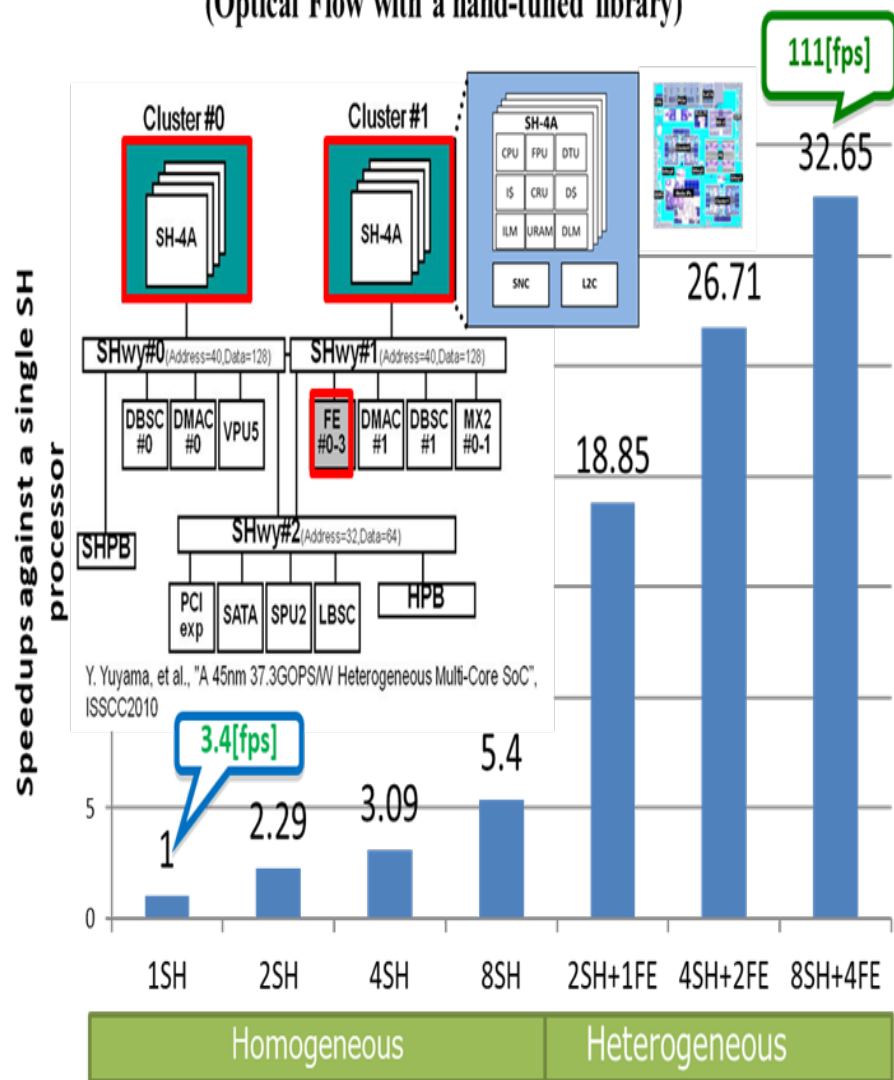 (Optical Flow with a hand-tuned library)
111[fps]
Cluster #0
Cluster #1
SH-4A
SH-4A
SH-4A
CPU FPU DTU
I$ CRU D$
ILM URAM DLM
SNC L2C
SHwy#0(Address=40,Data=128)
SHwy#1(Address=40,Data=128)
DBSC #0
DMAC #0
VPU5
FE #0-3
DMAC #1
DBSC #1
MX2 #0-1
SHPB
SHwy#2(Address=32,Data=64)
PCI exp
SATA
SPU2
LBSC
HPB
Y. Yuyama, et al., "A 45nm 37.3GOPS/W Heterogeneous Multi-Core SoC",
ISSCC2010
3.4[fps]
Speedups against a single SH
processor
1
2.29
3.09
5.4
18.85
26.71
32.65
5
0
1SH 2SH 4SH 8SH 2SH+1FE 4SH+2FE 8SH+4FE
Homogeneous Heterogeneous